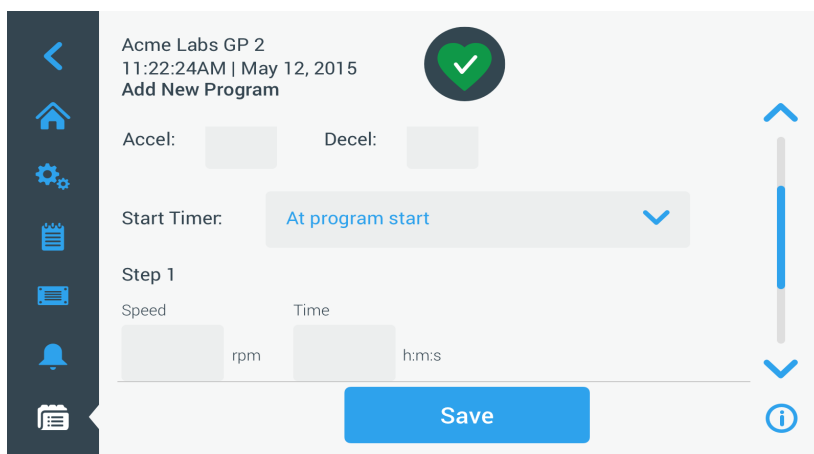 Acme Labs GP 2
11:22:24AM | May 12, 2015
Add New Program
Accel: Decel:
Start Timer: At program start
Step 1
Speed Time
rpm h:m:s
Save